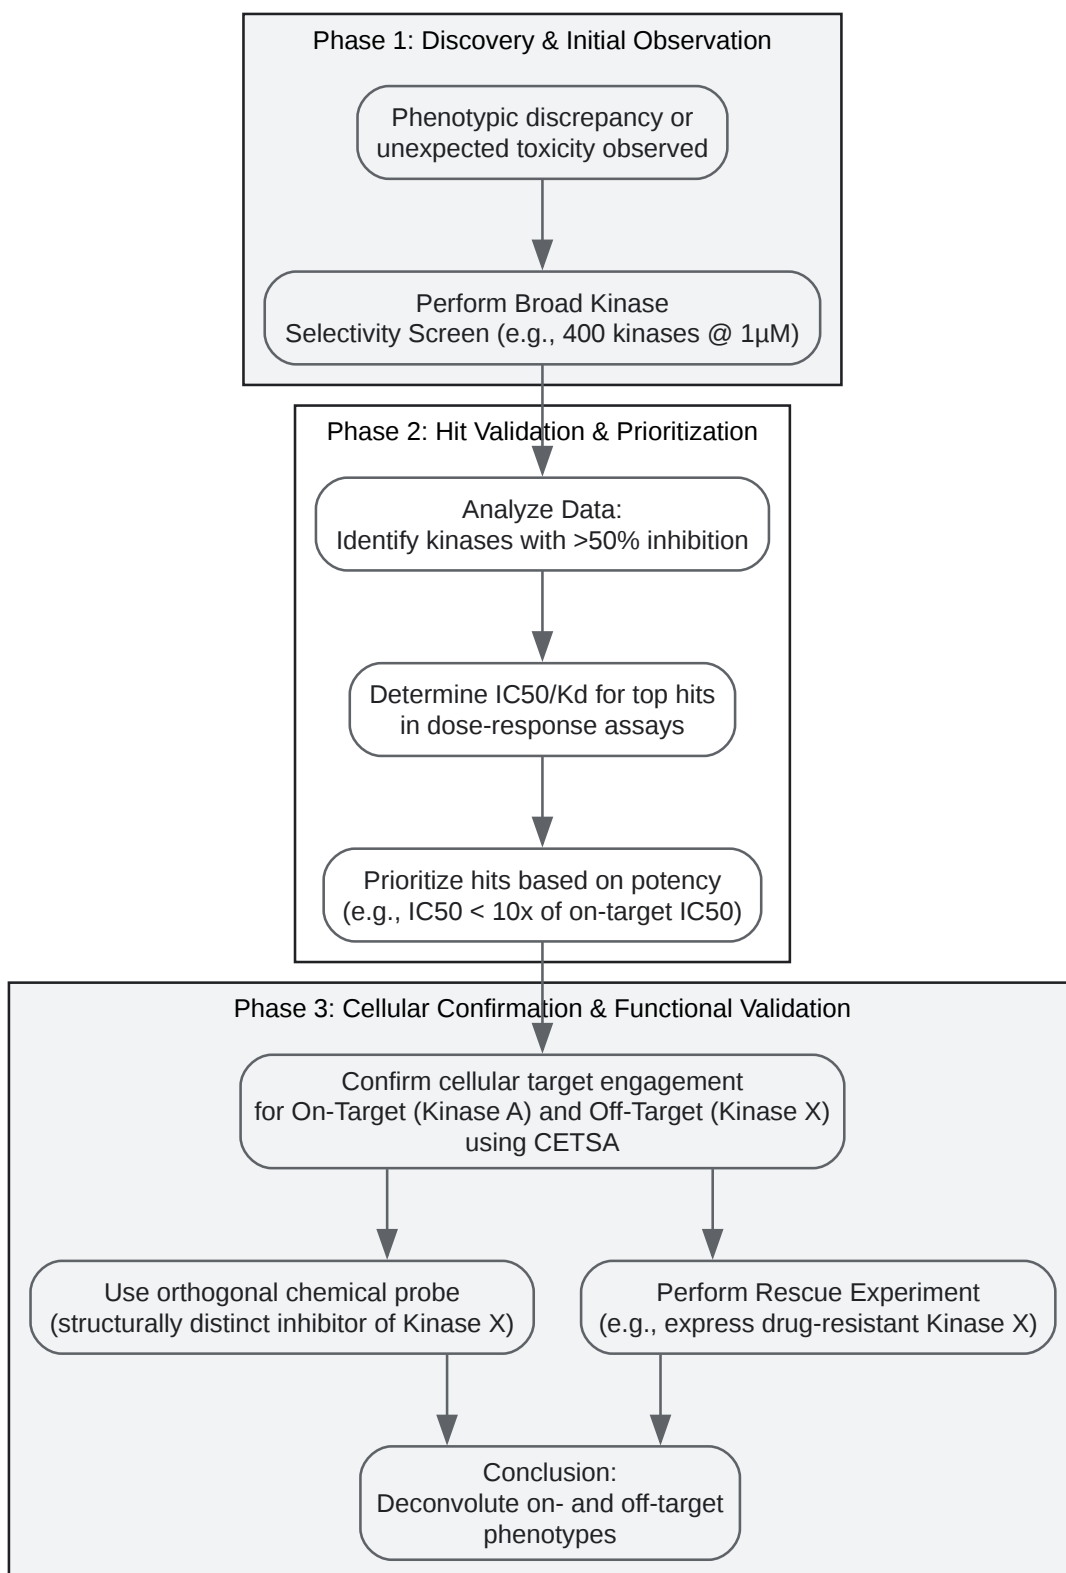 Phase 1: Discovery & Initial Observation
Phenotypic discrepancy or
unexpected toxicity observed
Perform Broad Kinase
Selectivity Screen (e.g., 400 kinases @ 1µM)
Phase 2: Hit Validation & Prioritization
Analyze Data:
Identify kinases with >50% inhibition
Determine IC50/Kd for top hits
in dose-response assays
Prioritize hits based on potency
(e.g., IC50 < 10x of on-target IC50)
Phase 3: Cellular Confirmation & Functional Validation
Confirm cellular target engagement
for On-Target (Kinase A) and Off-Target (Kinase X)
using CETSA
Use orthogonal chemical probe
(structurally distinct inhibitor of Kinase X)
Perform Rescue Experiment
(e.g., express drug-resistant Kinase X)
Conclusion:
Deconvolute on- and off-target
phenotypes